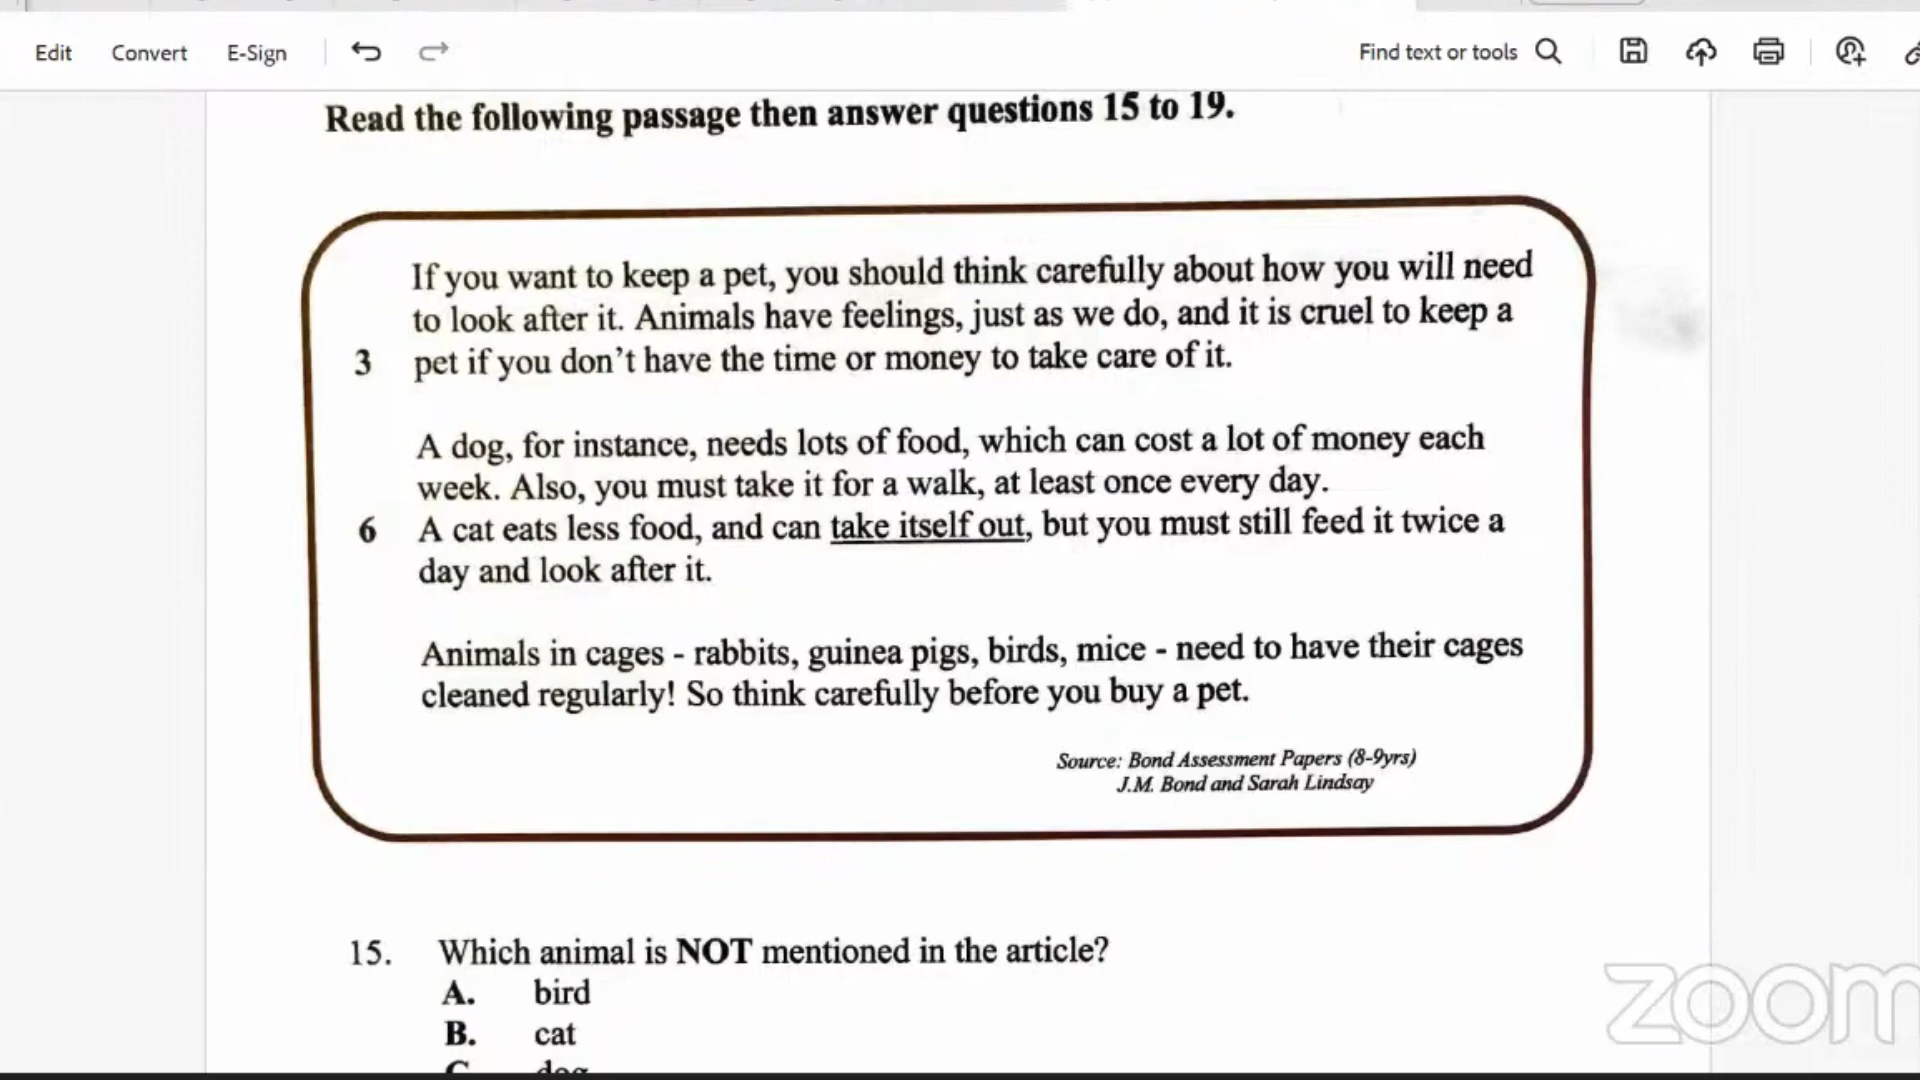 Edit Convert E-Sign Find text or tools
Read the following passage then answer questions 15 to 19.
If you want to keep a pet, you should think carefully about how you will need
to look after it. Animals have feelings, just as we do, and it is cruel to keep a
3 pet if you don’t have the time or money to take care of it.
A dog, for instance, needs lots of food, which can cost a lot of money each
week. Also, you must take it for a walk, at least once every day.
6 A cat eats less food, and can take itself out, but you must still feed it twice a
day and look after it.
Animals in cages - rabbits, guinea pigs, birds, mice - need to have their cages
cleaned regularly! So think carefully before you buy a pet.
Source: Bond Assessment Papers (8-9yrs)
J.M. Bond and Sarah Lindsay
15. Which animal is NOT mentioned in the article?
A. bird
B. cat
C. dog
zoom